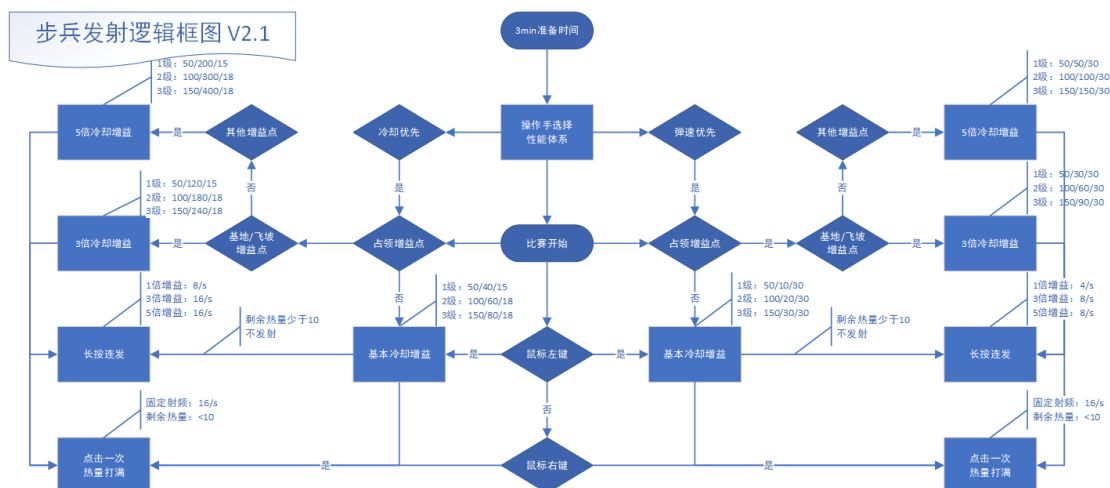 步兵发射逻辑框图 V2.1
3min准备时间
1级：50/200/15
2级：100/300/18
3级：150/400/18
1级：50/50/30
2级：100/100/30
3级：150/150/30
5倍冷却增益
是
其他增益点
冷却优先
操作手选择
性能体系
弹速优先
其他增益点
是
5倍冷却增益
1级：50/120/15
2级：100/180/18
3级：150/240/18
否
是
是
否
1级：50/30/30
2级：100/60/30
3级：150/90/30
3倍冷却增益
是
基地/飞坡
增益点
占领增益点
比赛开始
占领增益点
是
基地/飞坡
增益点
是
3倍冷却增益
1倍增益：8/s
3倍增益：16/s
5倍增益：16/s
否
1级：50/40/15
2级：100/60/18
3级：150/80/18
否
1级：50/10/30
2级：100/20/30
3级：150/30/30
1倍增益：4/s
3倍增益：8/s
5倍增益：8/s
剩余热量少于10
不发射
剩余热量少于10
不发射
长按连发
基本冷却增益
是
鼠标左键
是
基本冷却增益
长按连发
固定射频：16/s
剩余热量：<10
否
固定射频：16/s
剩余热量：<10
点击一次
热量打满
是
鼠标右键
是
点击一次
热量打满